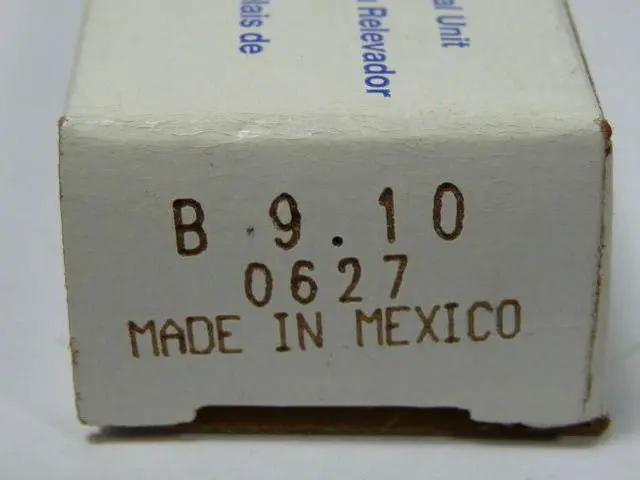 al Unit
Relevador
lais de
B 9.10
0627
MADE IN MEXICO